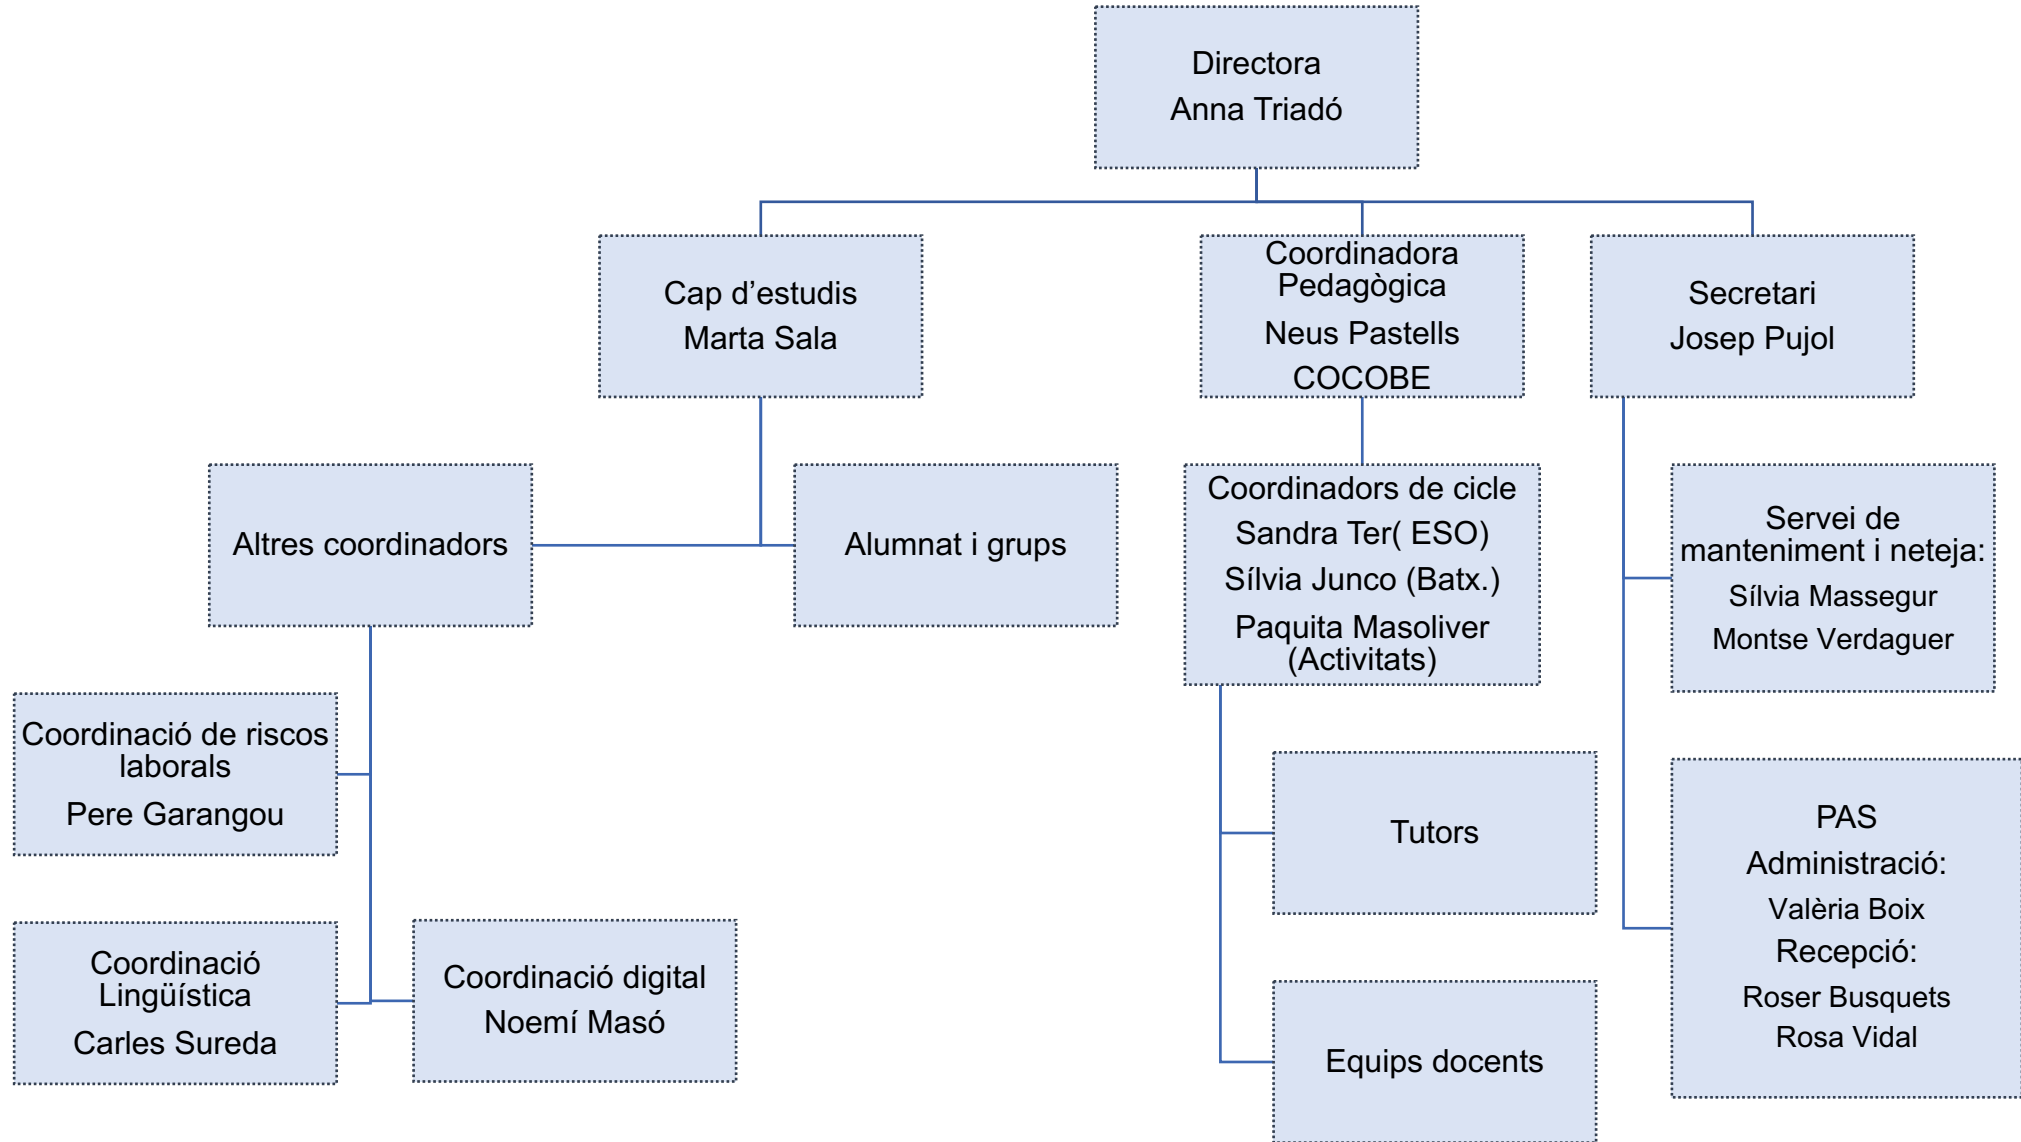 Directora
Anna Triadó
Cap d’estudis
Marta Sala
Coordinadora
Pedagògica
Neus Pastells
COCOBE
Secretari
Josep Pujol
Altres coordinadors
Alumnat i grups
Coordinadors de cicle
Sandra Ter( ESO)
Sílvia Junco (Batx.)
Paquita Masoliver
(Activitats)
Servei de
manteniment i neteja:
Sílvia Massegur
Montse Verdaguer
Coordinació de riscos
laborals
Pere Garangou
Tutors
PAS
Administració:
Valèria Boix
Recepció:
Roser Busquets
Rosa Vidal
Coordinació
Lingüística
Carles Sureda
Coordinació digital
Noemí Masó
Equips docents